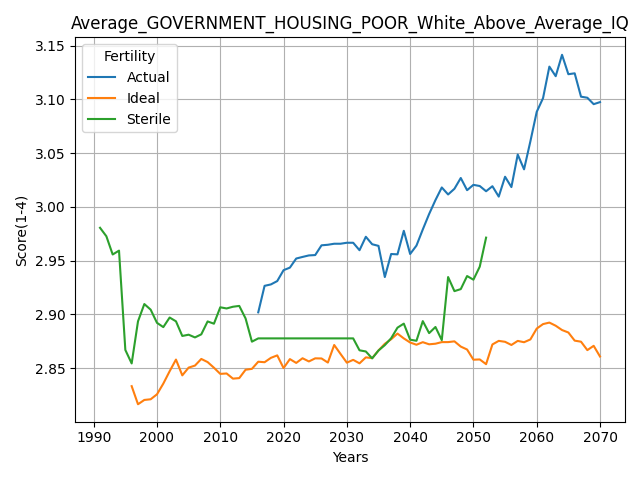 Average_GOVERNMENT_HOUSING_POOR_White_Above_Average_IQ
Fertility
Actual
Ideal
Sterile
3.15
3.10
3.05
3.00
2.95
2.90
2.85
Score(1-4)
1990 2000 2010 2020 2030 2040 2050 2060 2070
Years